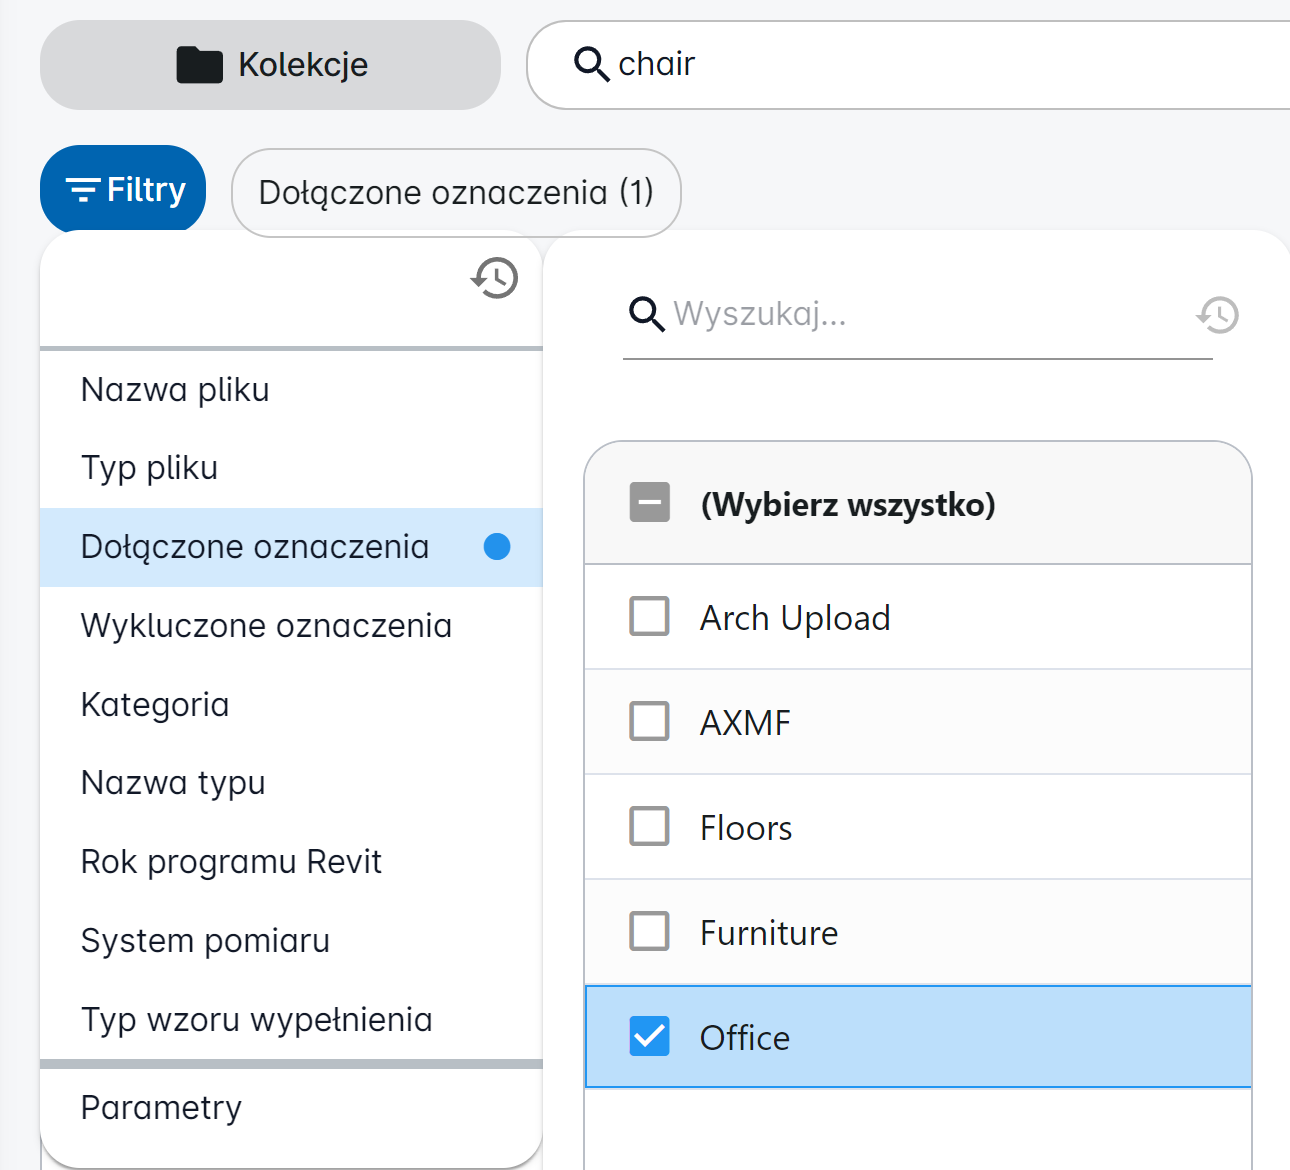 Kolekcje
chair
Filtry
Dołączone oznaczenia (1)
Nazwa pliku
Typ pliku
Dołączone oznaczenia
Wykluczone oznaczenia
Kategoria
Nazwa typu
Rok programu Revit
System pomiaru
Typ wzoru wypełnienia
Parametry
Wyszukaj...
(Wybierz wszystko)
Arch Upload
AXMF
Floors
Furniture
Office